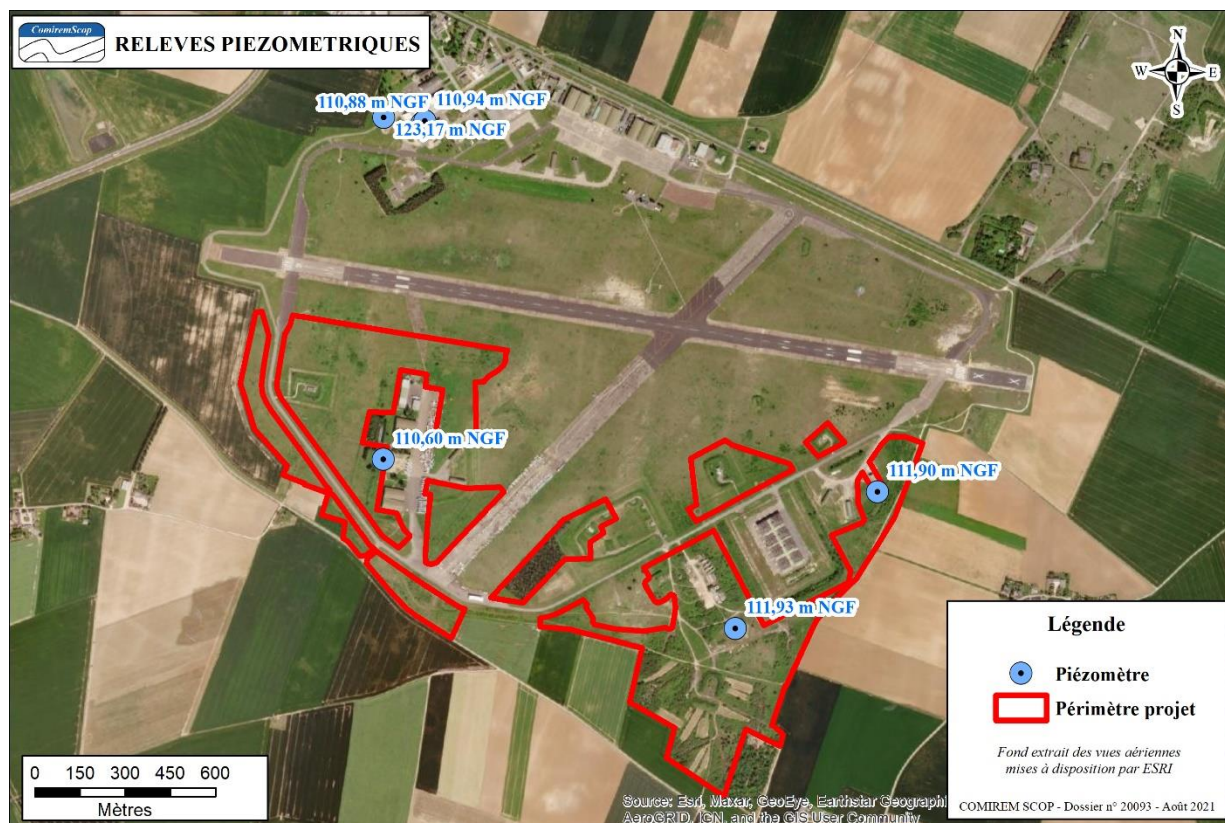 ComiremScop
RELEVES PIEZOMETRIQUES
N
W E
S
110,88 m NGF
110,94 m NGF
123,17 m NGF
110,60 m NGF
111,90 m NGF
111,93 m NGF
Légende
Piézomètre
Périmètre projet
Fond extrait des vues aériennes
mises à disposition par ESRI
COMIREM SCOP - Dossier n° 20093 - Août 2021
0 150 300 450 600
Mètres
Source: Esri, Maxar, GeoEye, Earthstar Geographi
AeroGRID, IGN, and the GIS User Community